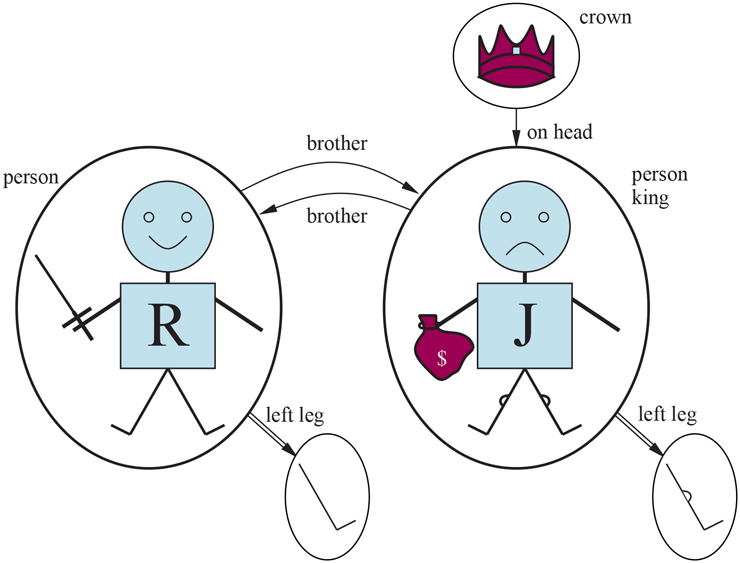 crown
on head
brother
person
person
king
brother
R
J
$
left leg
left leg